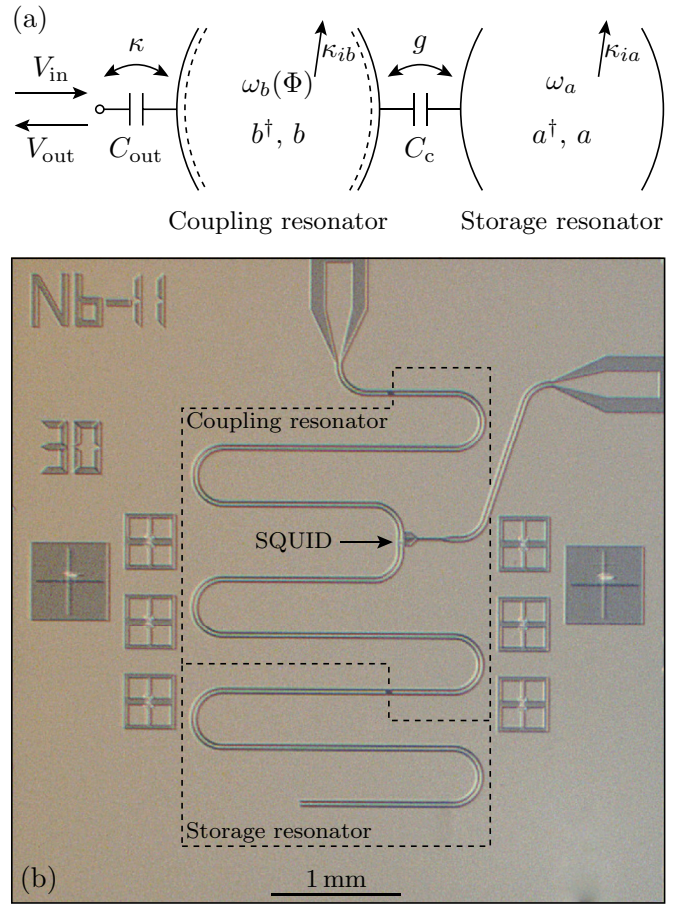 (a)
κ
κ_ib
g
κ_ia
V_in
ω_b(Φ)
ω_a
V_out
C_out
b†, b
C_c
a†, a
Coupling resonator
Storage resonator
Nb-11
Coupling resonator
30
SQUID
Storage resonator
(b)
1 mm